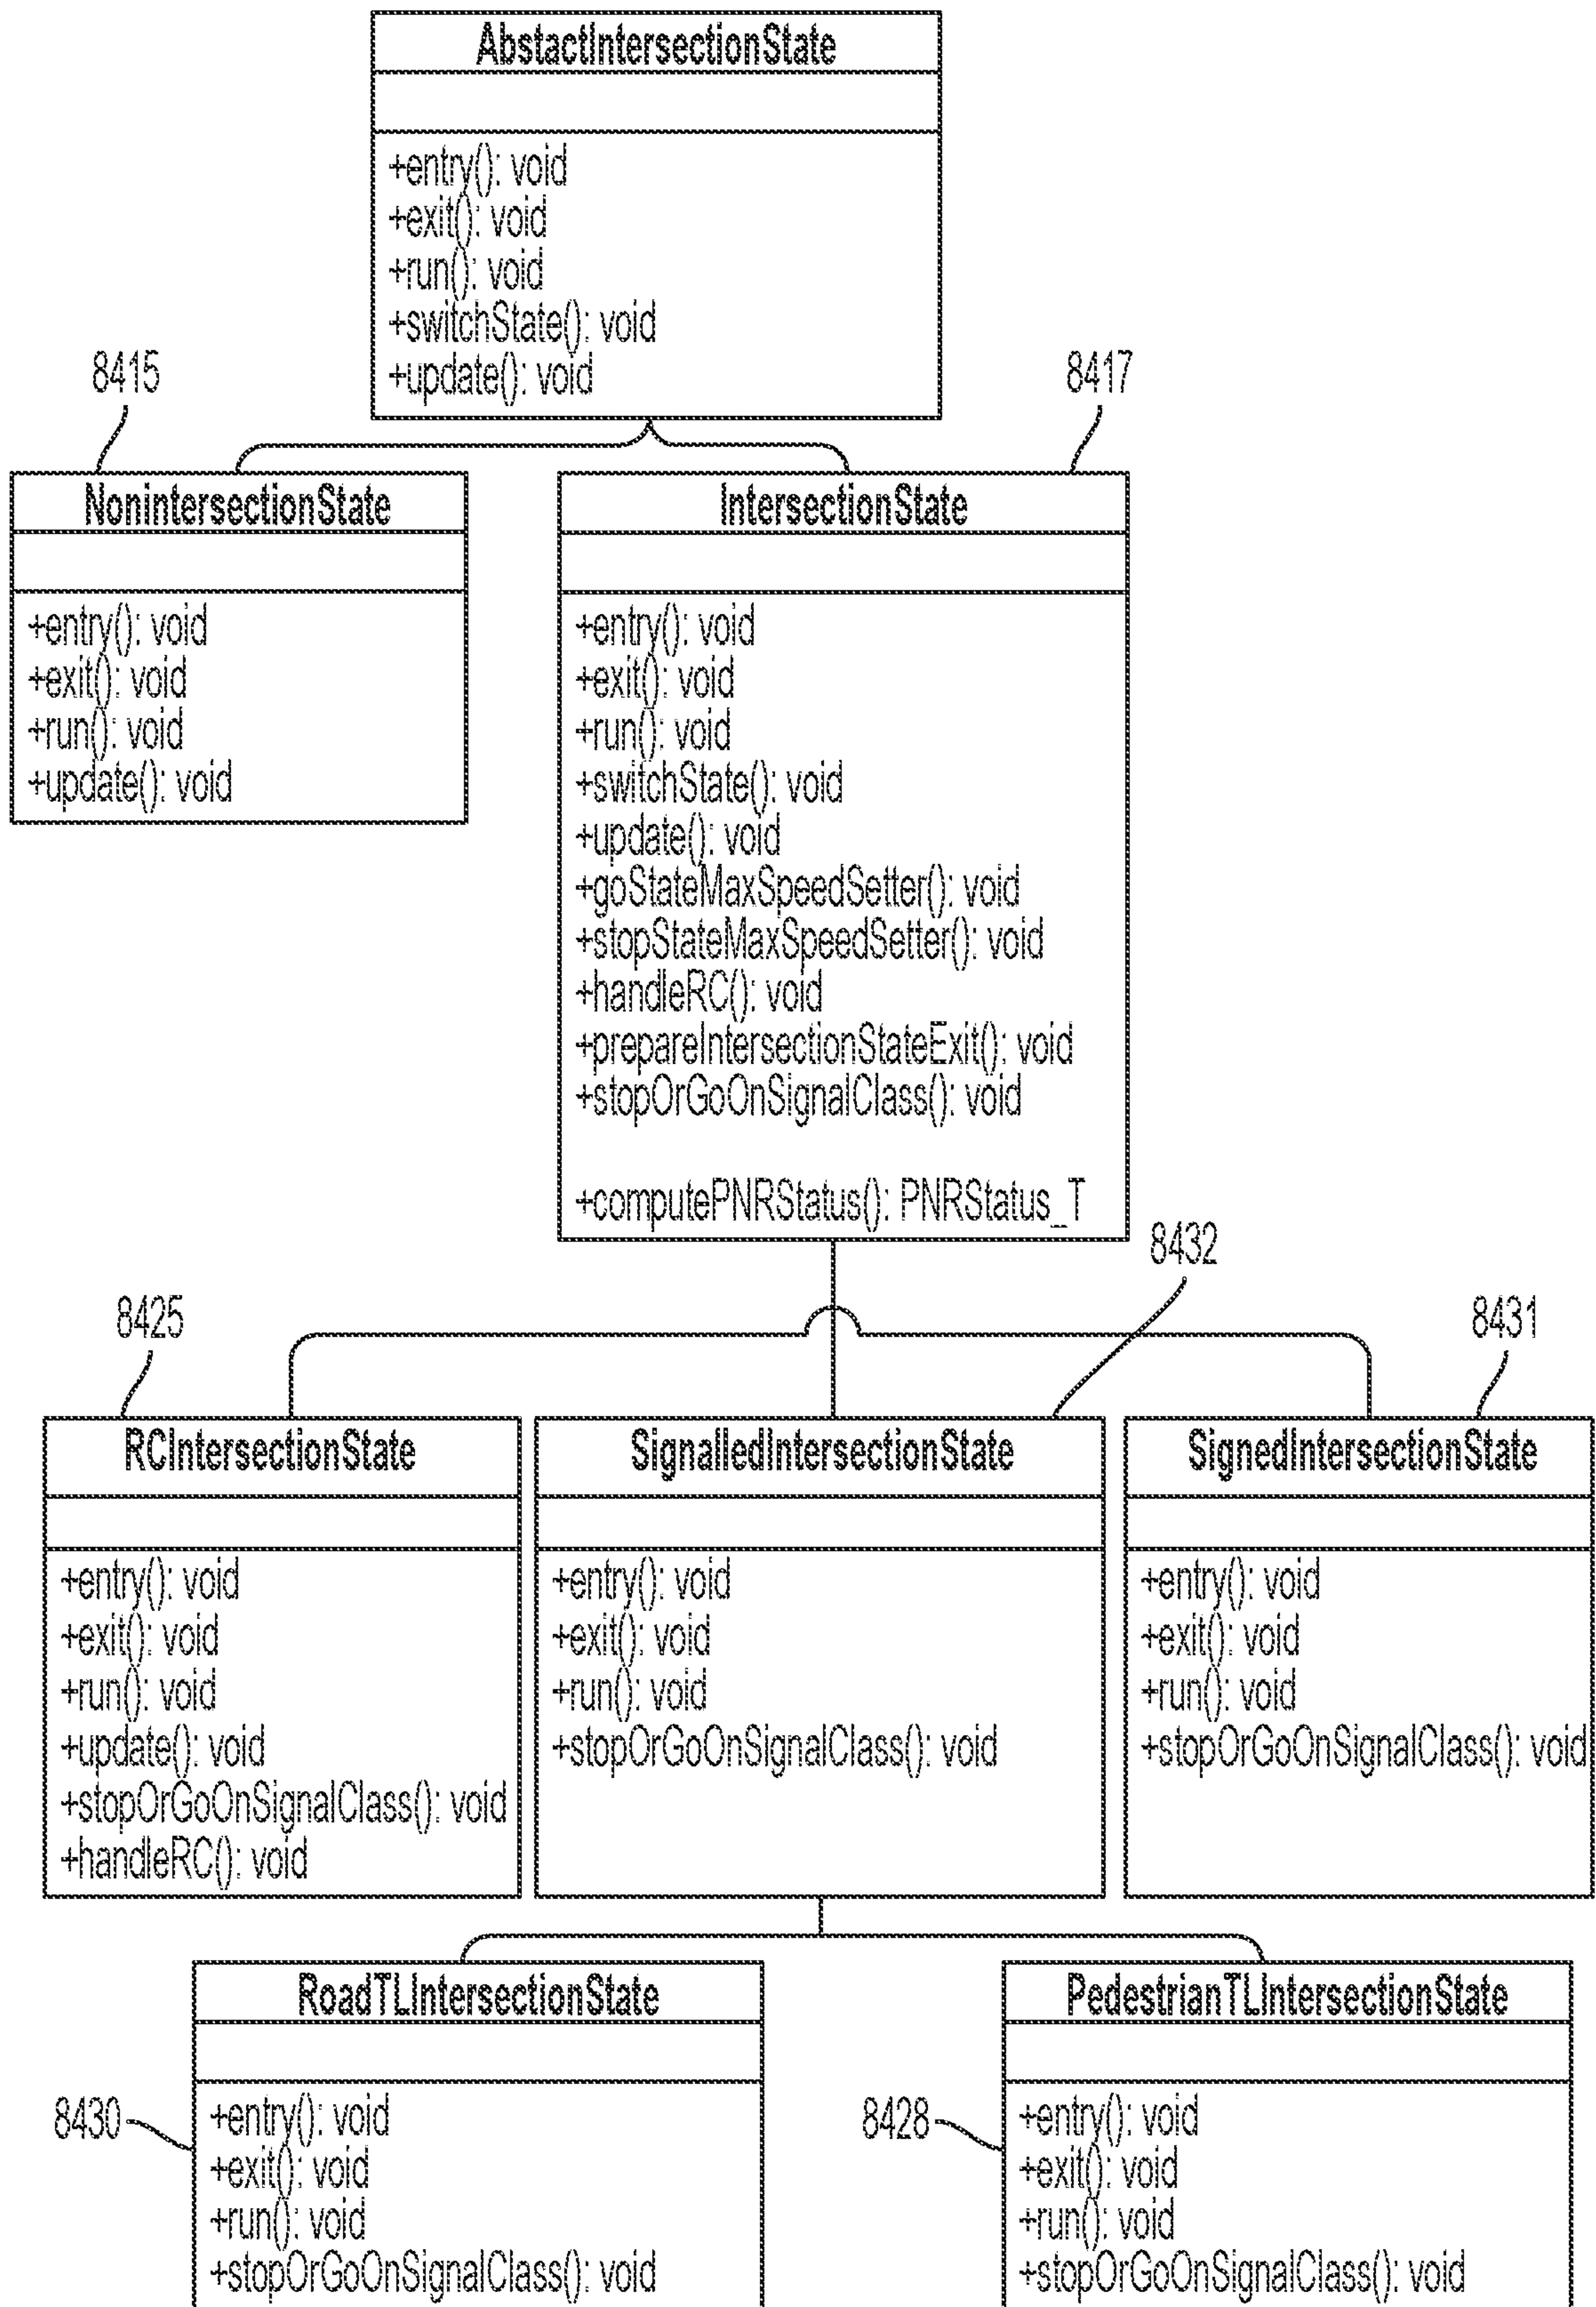 AbstactIntersectionState
+entry(): void
+exit(): void
+run(): void
+switchState(): void
+update(): void
8415
8417
NonintersectionState
+entry(): void
+exit(): void
+run(): void
+update(): void
IntersectionState
+entry(): void
+exit(): void
+run(): void
+switchState(): void
+update(): void
+goStateMaxSpeedSetter(): void
+stopStateMaxSpeedSetter(): void
+handleRC(): void
+prepareIntersectionStateExit(): void
+stopOrGoOnSignalClass(): void
+computePNRStatus(): PNRStatus_T
8432
8425
8431
RCIntersectionState
+entry(): void
+exit(): void
+run(): void
+update(): void
+stopOrGoOnSignalClass(): void
+handleRC(): void
SignalledIntersectionState
+entry(): void
+exit(): void
+run(): void
+stopOrGoOnSignalClass(): void
SignedIntersectionState
+entry(): void
+exit(): void
+run(): void
+stopOrGoOnSignalClass(): void
RoadTLIntersectionState
8430
+entry(): void
+exit(): void
+run(): void
+stopOrGoOnSignalClass(): void
PedestrianTLIntersectionState
8428
+entry(): void
+exit(): void
+run(): void
+stopOrGoOnSignalClass(): void